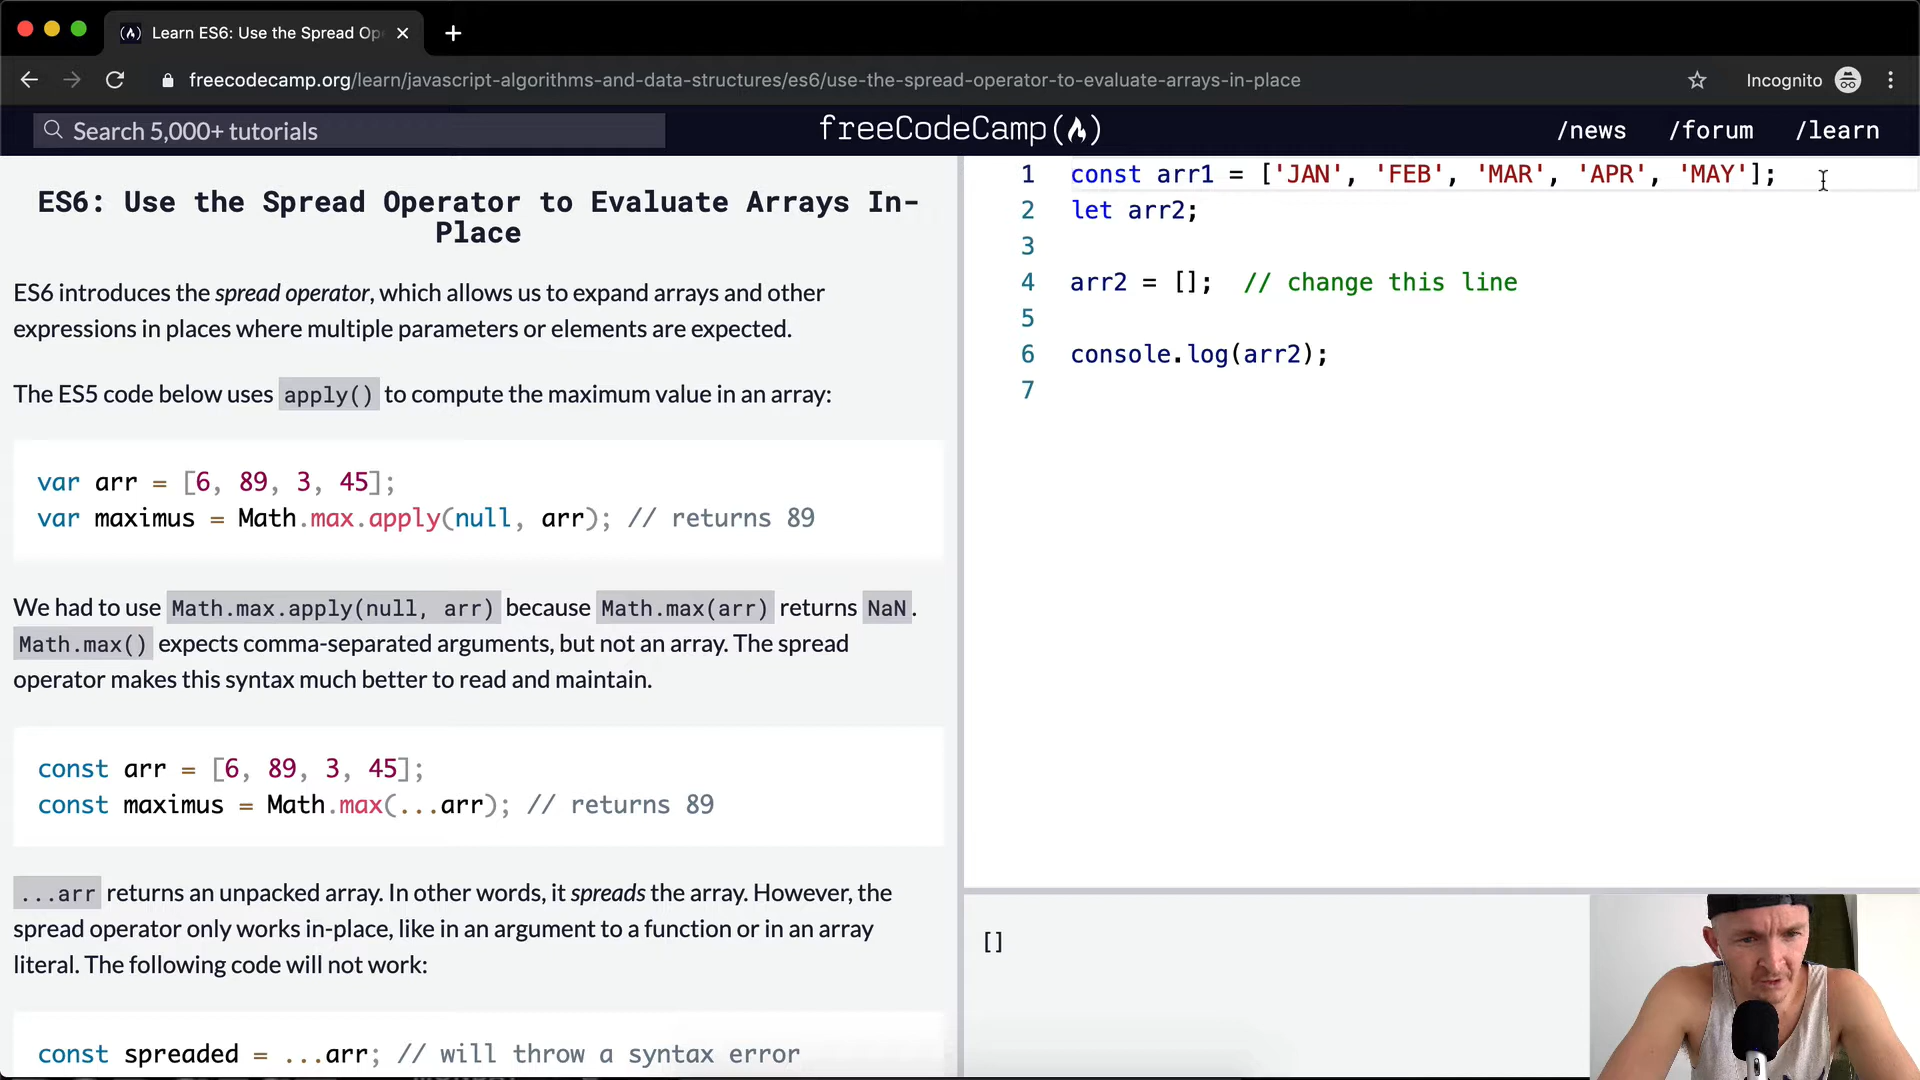 Learn ES6: Use the Spread Op
freecodecamp.org/learn/javascript-algorithms-and-data-structures/es6/use-the-spread-operator-to-evaluate-arrays-in-place
Incognito
Search 5,000+ tutorials
freeCodeCamp(🔥)
/news /forum /learn
ES6: Use the Spread Operator to Evaluate Arrays In-
Place
ES6 introduces the spread operator, which allows us to expand arrays and other
expressions in places where multiple parameters or elements are expected.
The ES5 code below uses apply() to compute the maximum value in an array:
var arr = [6, 89, 3, 45];
var maximus = Math.max.apply(null, arr); // returns 89
We had to use Math.max.apply(null, arr) because Math.max(arr) returns NaN.
Math.max() expects comma-separated arguments, but not an array. The spread
operator makes this syntax much better to read and maintain.
const arr = [6, 89, 3, 45];
const maximus = Math.max(...arr); // returns 89
...arr returns an unpacked array. In other words, it spreads the array. However, the
spread operator only works in-place, like in an argument to a function or in an array
literal. The following code will not work:
const spreaded = ...arr; // will throw a syntax error
1 const arr1 = ['JAN', 'FEB', 'MAR', 'APR', 'MAY'];
2 let arr2;
3
4 arr2 = []; // change this line
5
6 console.log(arr2);
7
[]